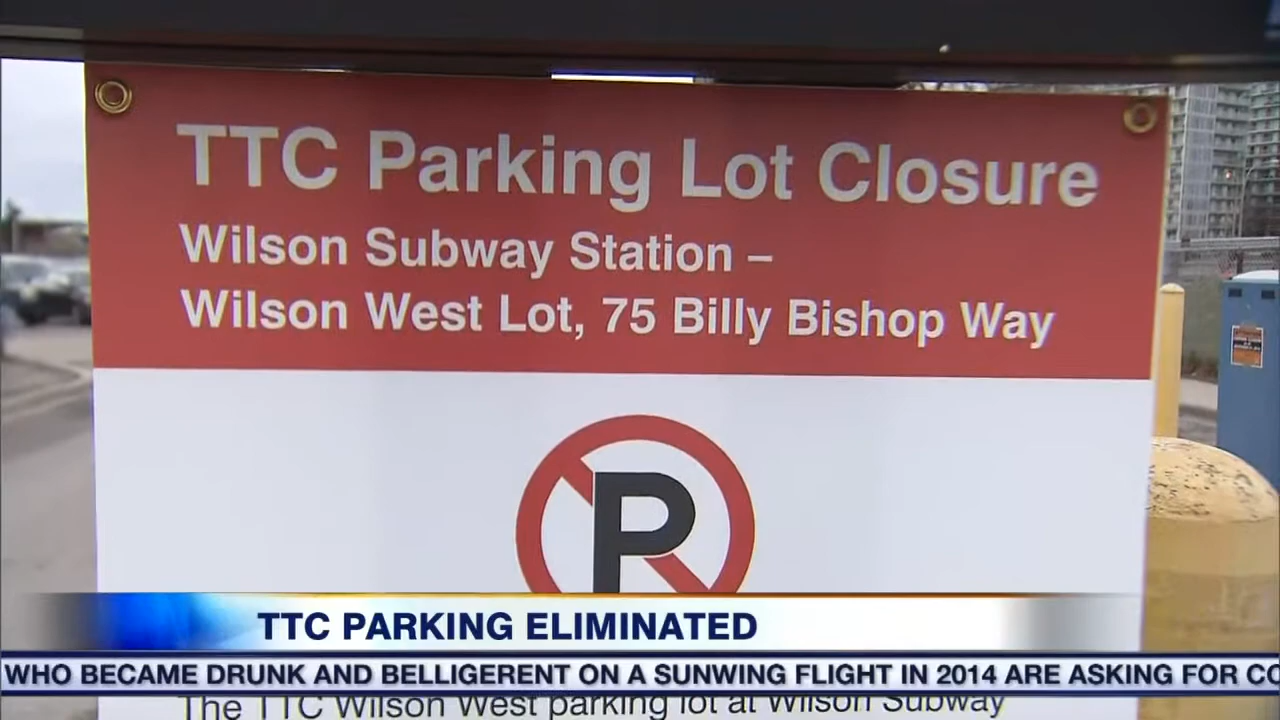 TTC Parking Lot Closure
Wilson Subway Station –
Wilson West Lot, 75 Billy Bishop Way
P
TTC PARKING ELIMINATED
WHO BECAME DRUNK AND BELLIGERENT ON A SUNWING FLIGHT IN 2014 ARE ASKING FOR
The TTC Wilson West parking lot at Wilson Subway